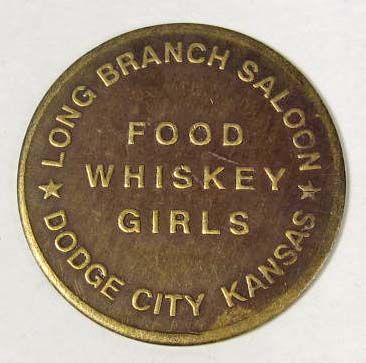 LONG BRANCH SALOON
FOOD
WHISKEY
GIRLS
★ DODGE CITY KANSAS ★